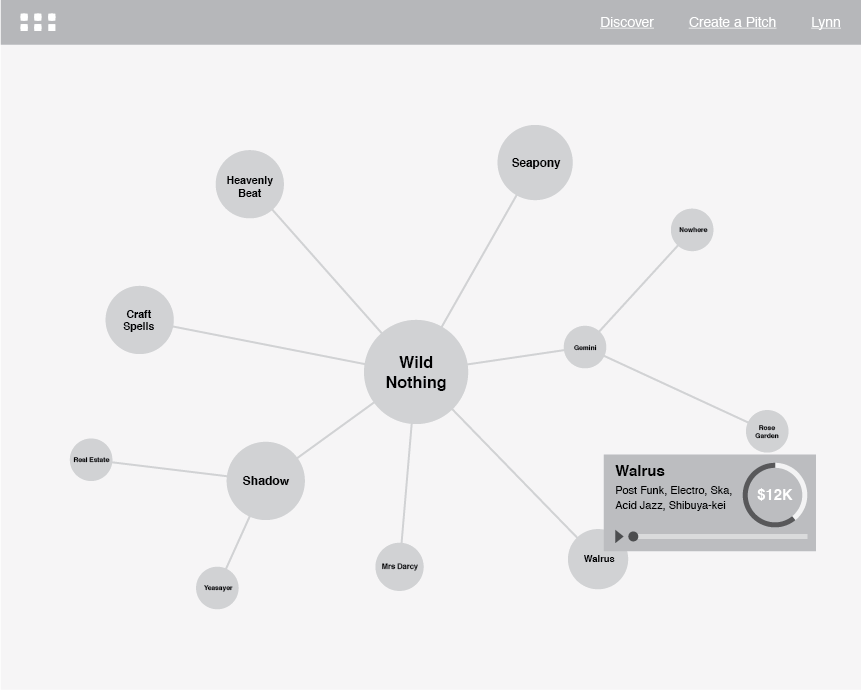 Discover
Create a Pitch
Lynn
Seapony
Heavenly
Beat
Nowhere
Craft
Spells
Gemini
Wild
Nothing
Rose
Garden
Real Estate
Shadow
Walrus
Post Funk, Electro, Ska,
Acid Jazz, Shibuya-kei
$12K
Walrus
Mrs Darcy
Yeasayer